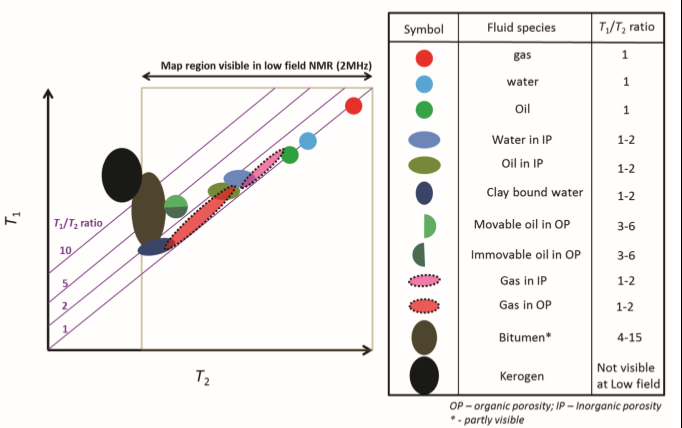 Map region visible in low field NMR (2MHz)
T₁
T₁/T₂ ratio
10
5
2
1
T₂
Symbol Fluid species T₁/T₂ ratio
gas 1
water 1
Oil 1
Water in IP 1-2
Oil in IP 1-2
Clay bound water 1-2
Movable oil in OP 3-6
Immovable oil in OP 3-6
Gas in IP 1-2
Gas in OP 1-2
Bitumen* 4-15
Kerogen Not visible
at Low field
OP – organic porosity; IP – Inorganic porosity
* - partly visible